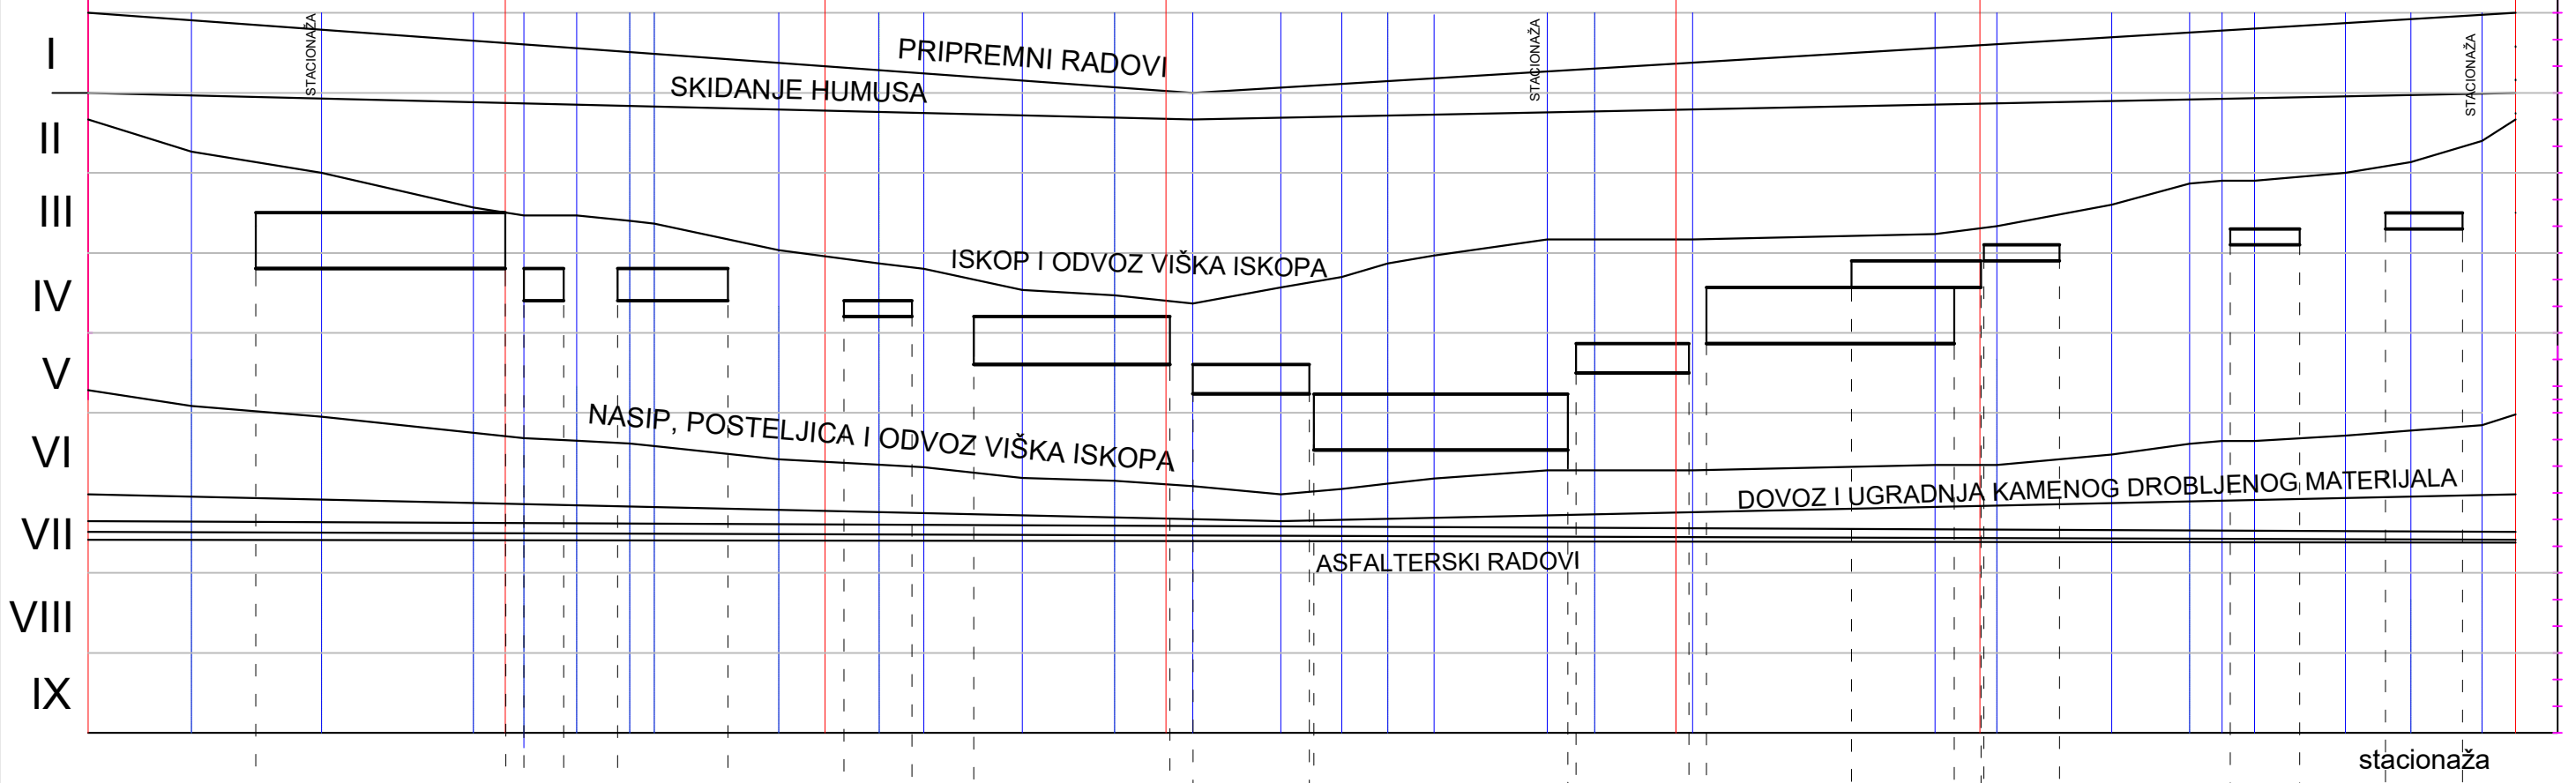 I
STACIONAŽA
PRIPREMNI RADOVI
STACIONAŽA
STACIONAŽA
SKIDANJE HUMUSA
II
III
ISKOP I ODVOZ VIŠKA ISKOPA
IV
V
NASIP, POSTELJICA I ODVOZ VIŠKA ISKOPA
VI
DOVOZ I UGRADNJA KAMENOG DROBLJENOG MATERIJALA
VII
ASFALTERSKI RADOVI
VIII
IX
stacionaža